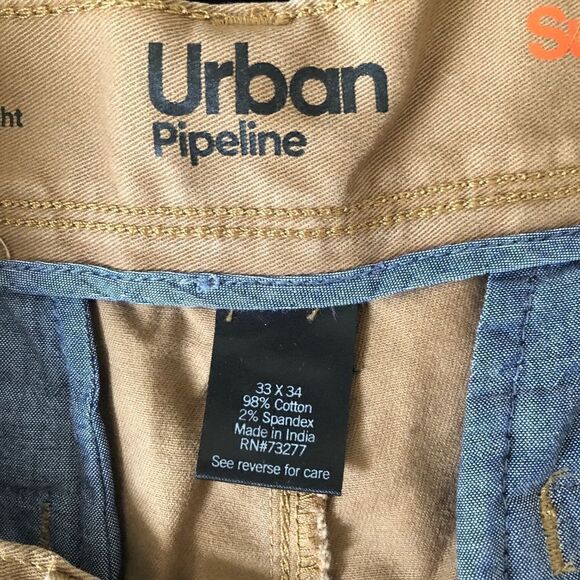 Urban
Pipeline
33 X 34
98% Cotton
2% Spandex
Made in India
RN#73277
See reverse for care